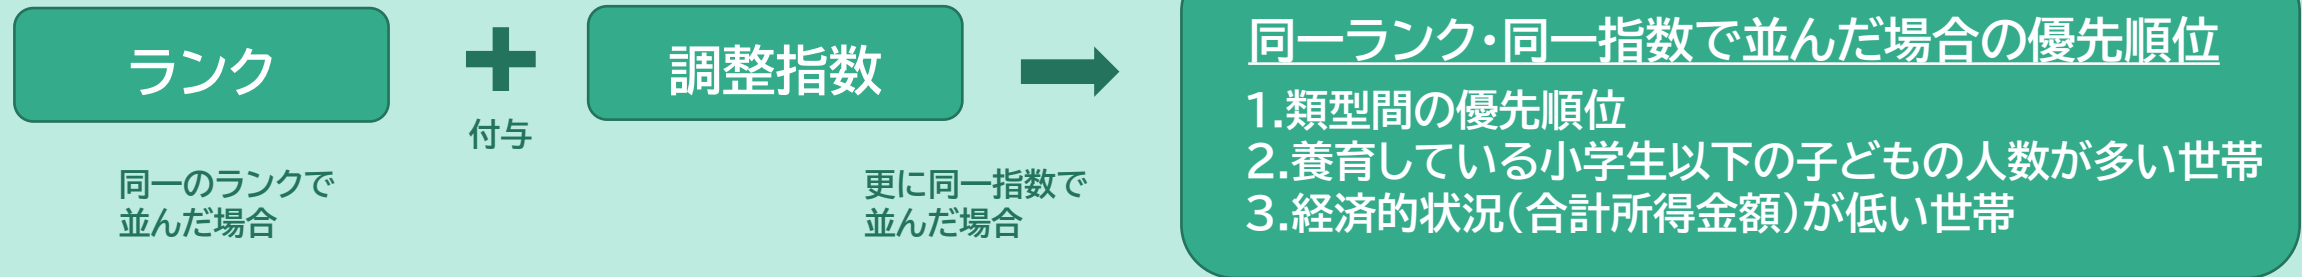 ランク
付与
調整指数
同一のランクで
並んだ場合
更に同一指数で
並んだ場合
同一ランク・同一指数で並んだ場合の優先順位
1.類型間の優先順位
2.養育している小学生以下の子どもの人数が多い世帯
3.経済的状況(合計所得金額)が低い世帯